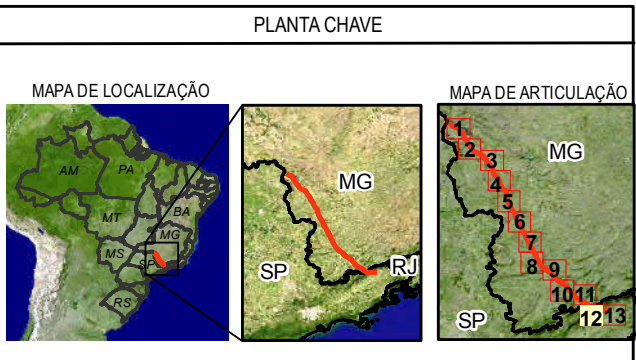 PLANTA CHAVE
MAPA DE LOCALIZAÇÃO
AM
PA
MT
BA
MG
MS
SP
RS
MG
SP
RJ
MAPA DE ARTICULAÇÃO
1
2
3
MG
4
5
6
7
8
9
10
11
SP
12
13